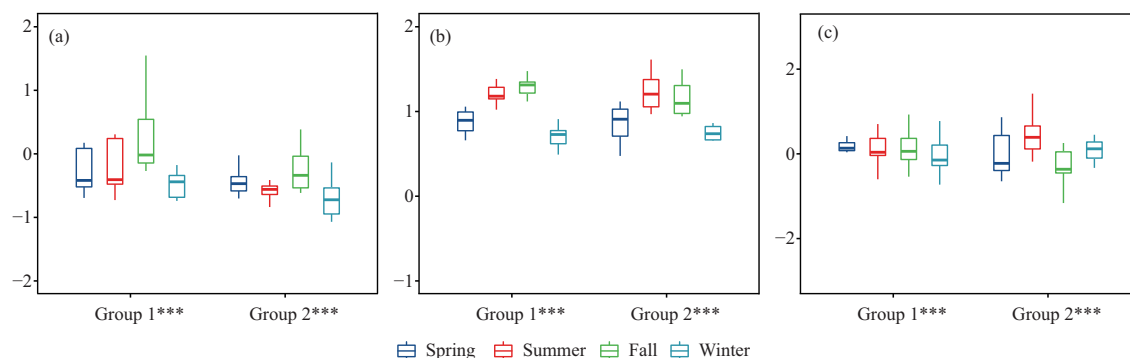 (a)
2
1
0
−1
−2
Group 1*** Group 2***
(b)
2
1
0
−1
Group 1*** Group 2***
(c)
2
0
−2
Group 1*** Group 2***
Spring Summer Fall Winter